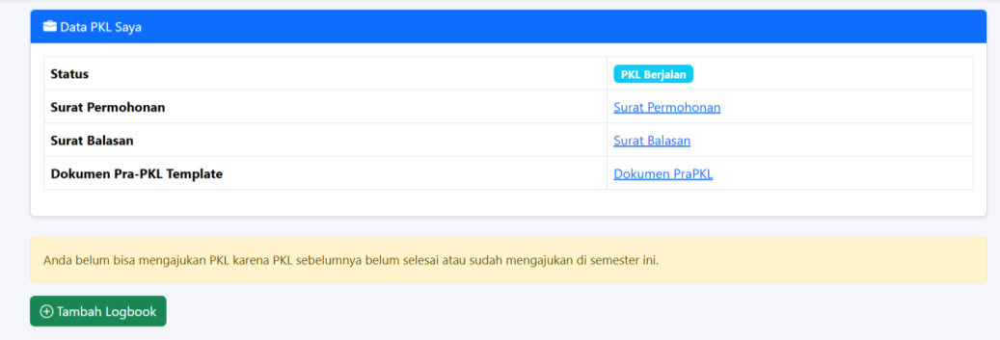 Data PKL Saya
Status PKL Berjalan
Surat Permohonan Surat Permohonan
Surat Balasan Surat Balasan
Dokumen Pra-PKL Template Dokumen PraPKL
Anda belum bisa mengajukan PKL karena PKL sebelumnya belum selesai atau sudah mengajukan di semester ini.
Tambah Logbook